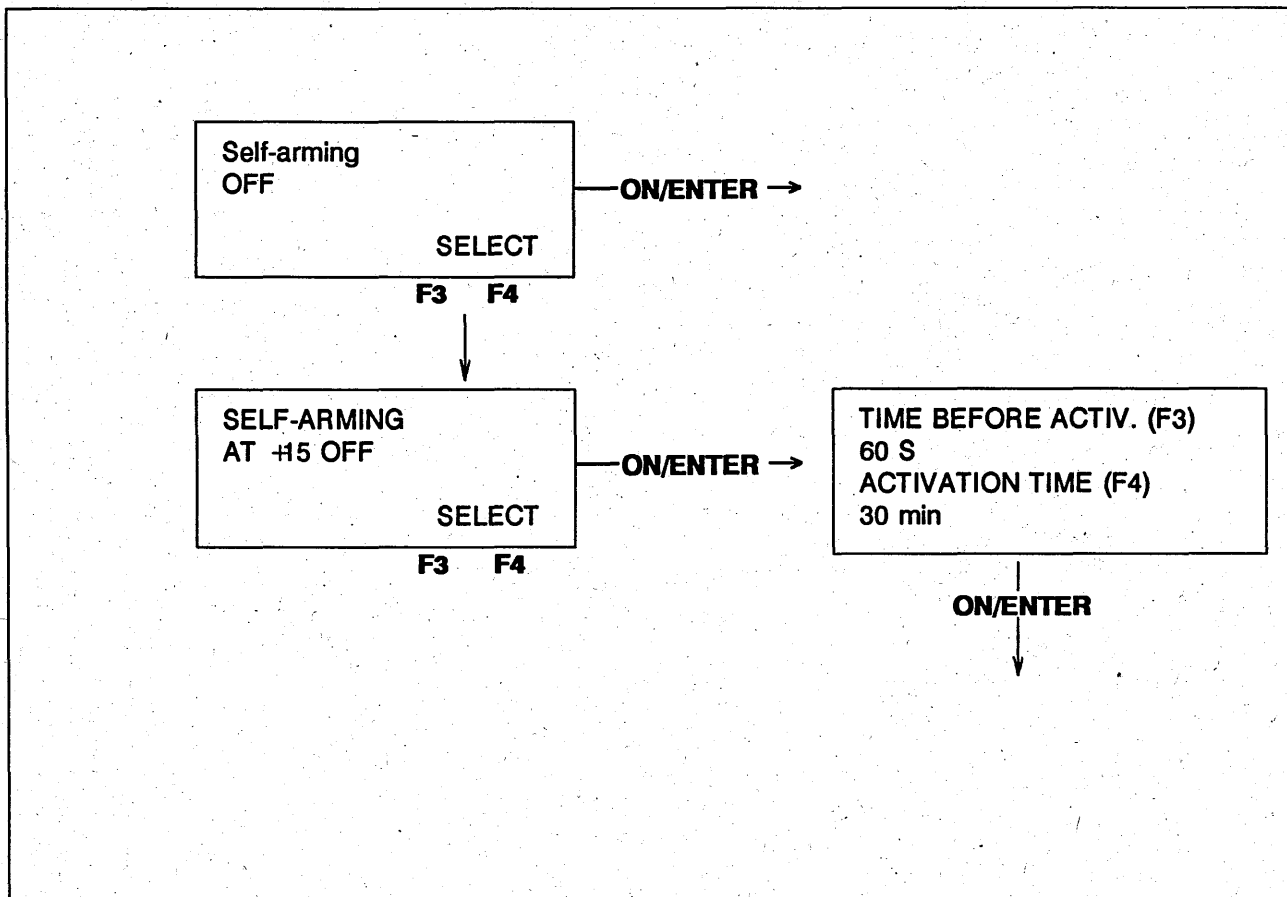 Self-arming
OFF
ON/ENTER →
SELECT
F3 F4
SELF-ARMING
AT +15 OFF
ON/ENTER →
SELECT
F3 F4
TIME BEFORE ACTIV. (F3)
60 S
ACTIVATION TIME (F4)
30 min
ON/ENTER